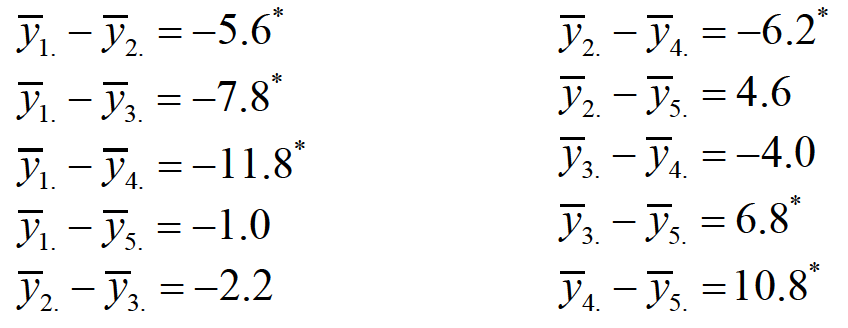 ȳ₁. − ȳ₂. = −5.6*
ȳ₁. − ȳ₃. = −7.8*
ȳ₁. − ȳ₄. = −11.8*
ȳ₁. − ȳ₅. = −1.0
ȳ₂. − ȳ₃. = −2.2
ȳ₂. − ȳ₄. = −6.2*
ȳ₂. − ȳ₅. = 4.6
ȳ₃. − ȳ₄. = −4.0
ȳ₃. − ȳ₅. = 6.8*
ȳ₄. − ȳ₅. = 10.8*